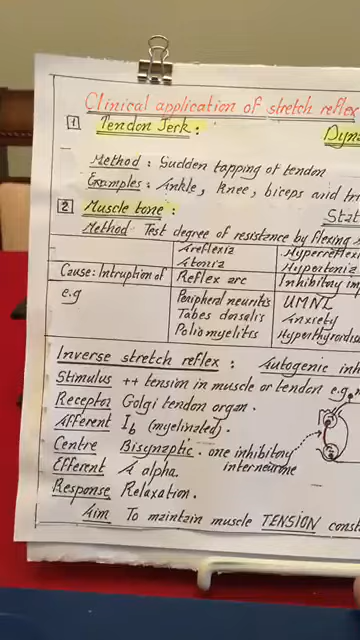 Clinical application of stretch reflex
1 Tendon Jerk: Dyna
Method: Sudden tapping of tendon
Examples: Ankle, knee, biceps and tri
2 Muscle tone: Stat
Method: Test degree of resistance by flexing
Areflexia Hyperreflexi
Atonia Hypertonia
Cause: Intruption of Reflex arc Inhibitory im
e.g Peripheral neuritis UMNL
Tabes dorsalis Anxiety
Poliomyelitis Hyperthyroidis
Inverse stretch reflex: Autogenic inh
Stimulus ++ tension in muscle or tendon e.g.
Receptor Golgi tendon organ.
Afferent Ib (myelinated).
Centre Bisynaptic. one inhibitory
interneurone
Efferent A alpha.
Response Relaxation.
Aim To maintain muscle TENSION const